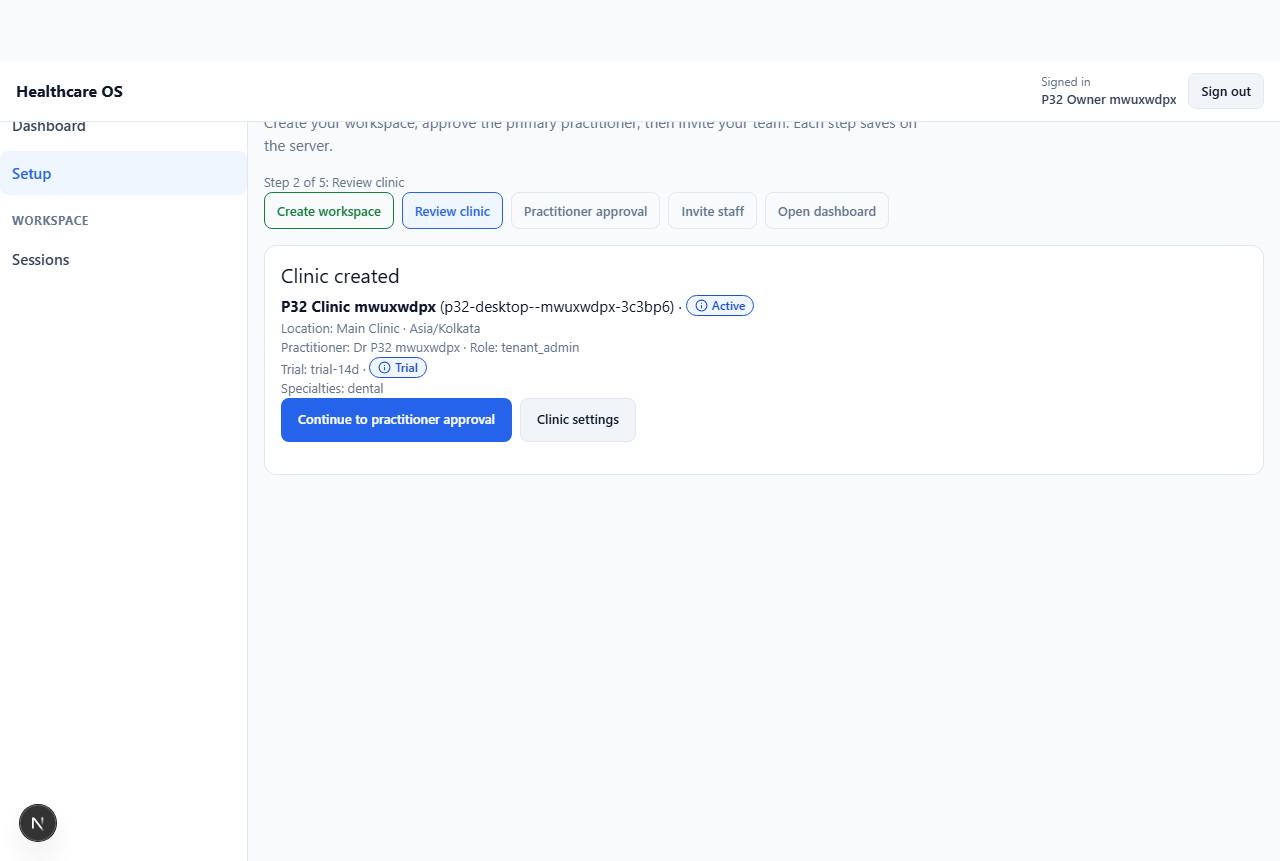 Healthcare OS
Signed in
P32 Owner mwuxwdpx
Sign out
Dashboard
Setup
WORKSPACE
Sessions
Create your workspace, approve the primary practitioner, then invite your team. Each step saves on
the server.
Step 2 of 5: Review clinic
Create workspace
Review clinic
Practitioner approval
Invite staff
Open dashboard
Clinic created
P32 Clinic mwuxwdpx (p32-desktop--mwuxwdpx-3c3bp6) · Active
Location: Main Clinic · Asia/Kolkata
Practitioner: Dr P32 mwuxwdpx · Role: tenant_admin
Trial: trial-14d · Trial
Specialties: dental
Continue to practitioner approval
Clinic settings
N